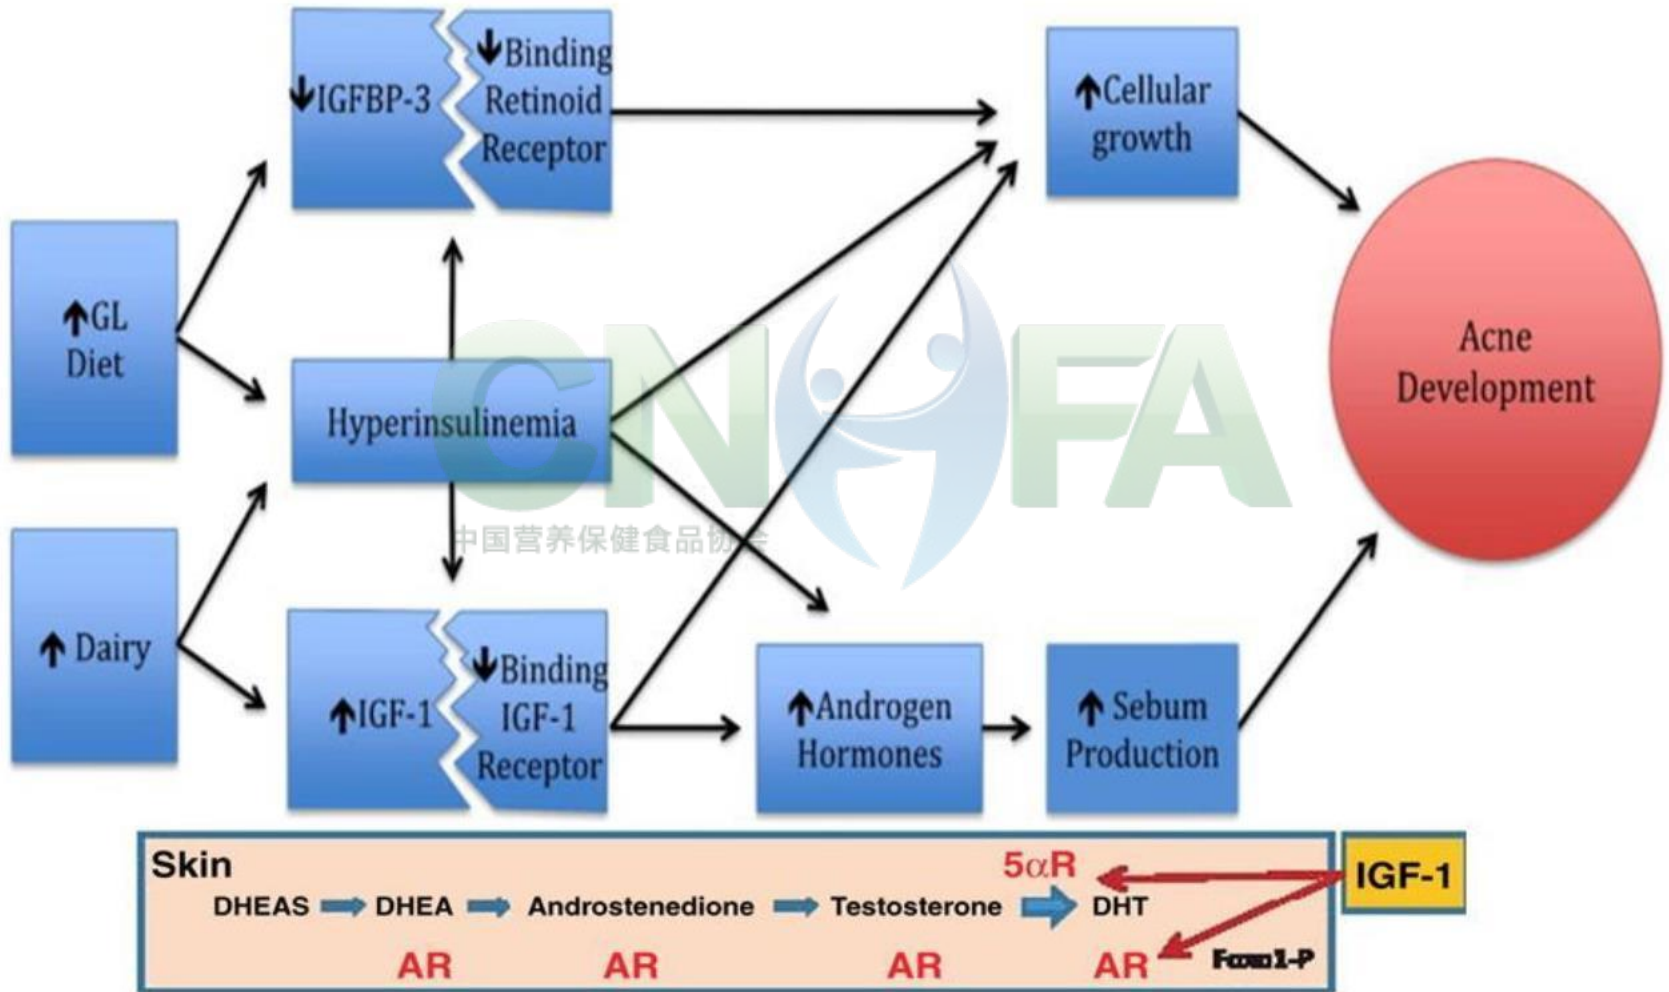 ↓IGFBP-3
↓Binding
Retinoid
Receptor
↑Cellular
growth
↑GL
Diet
Hyperinsulinemia
Acne
Development
CNHFA
中国营养保健食品协会
↑ Dairy
↑IGF-1
↓Binding
IGF-1
Receptor
↑Androgen
Hormones
↑ Sebum
Production
Skin
5αR
IGF-1
DHEAS
DHEA
Androstenedione
Testosterone
DHT
AR
AR
AR
AR